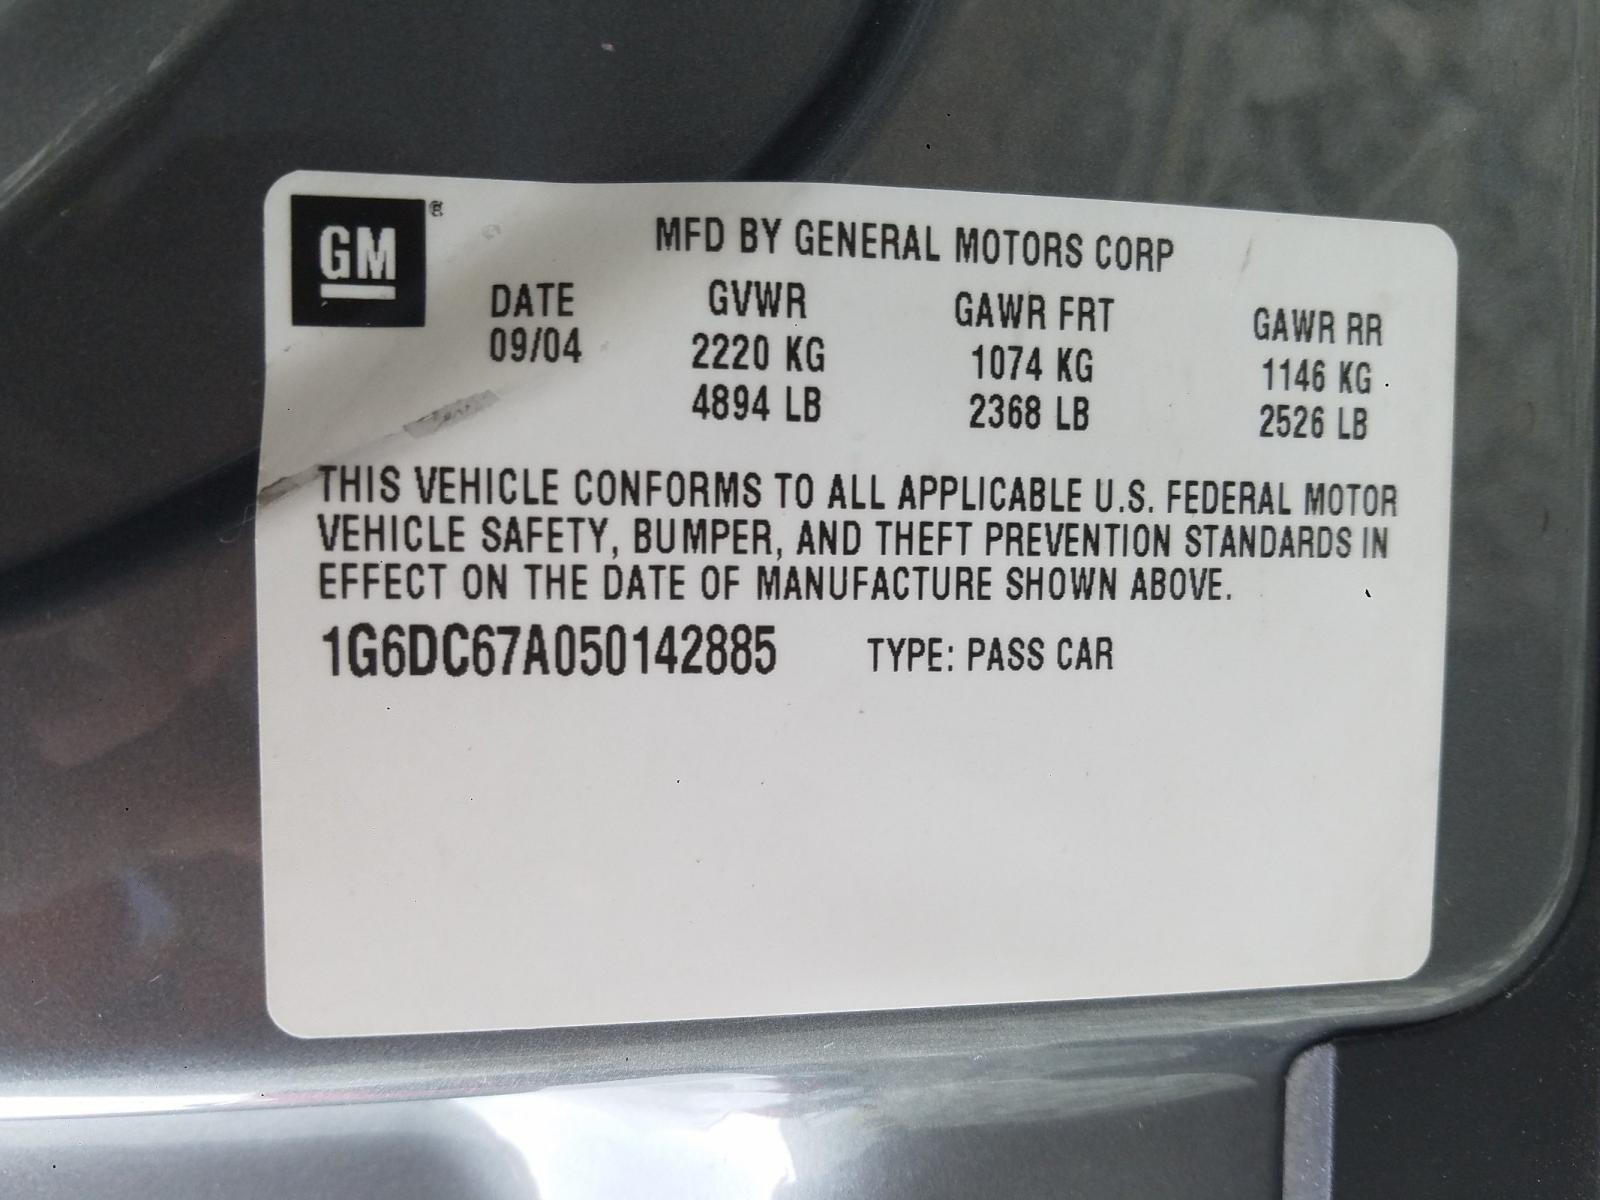 GM ®
MFD BY GENERAL MOTORS CORP
DATE GVWR GAWR FRT GAWR RR
09/04 2220 KG 1074 KG 1146 KG
4894 LB 2368 LB 2526 LB
THIS VEHICLE CONFORMS TO ALL APPLICABLE U.S. FEDERAL MOTOR
VEHICLE SAFETY, BUMPER, AND THEFT PREVENTION STANDARDS IN
EFFECT ON THE DATE OF MANUFACTURE SHOWN ABOVE.
1G6DC67A050142885 TYPE: PASS CAR